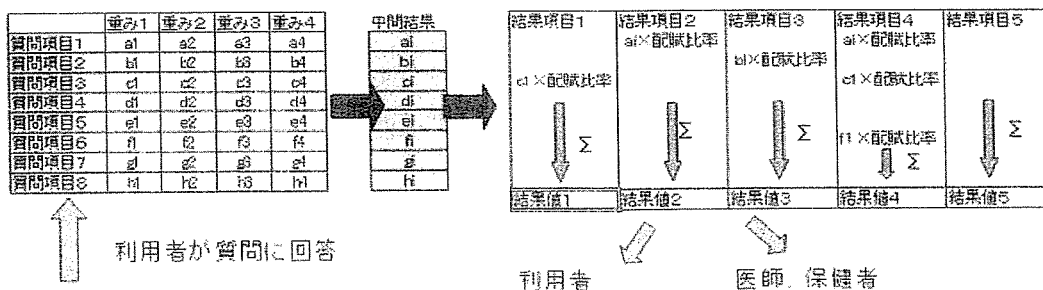 重み1 重み2 重み3 重み4
質問項目1 a1 a2 a3 a4
質問項目2 b1 b2 b3 b4
質問項目3 c1 c2 c3 c4
質問項目4 d1 d2 d3 d4
質問項目5 e1 e2 e3 e4
質問項目6 f1 f2 f3 f4
質問項目7 g1 g2 g3 g4
質問項目8 h1 h2 h3 h4
利用者が質問に回答
中間結果
ai
bi
ci
di
ei
fi
gi
hi
結果項目1 結果項目2 結果項目3 結果項目4 結果項目5
ai×配賦比率 ai×配賦比率
bi×配賦比率
ci×配賦比率 ci×配賦比率
fi×配賦比率
Σ Σ Σ Σ Σ
結果値1 結果値2 結果値3 結果値4 結果値5
利用者 医師、保健者